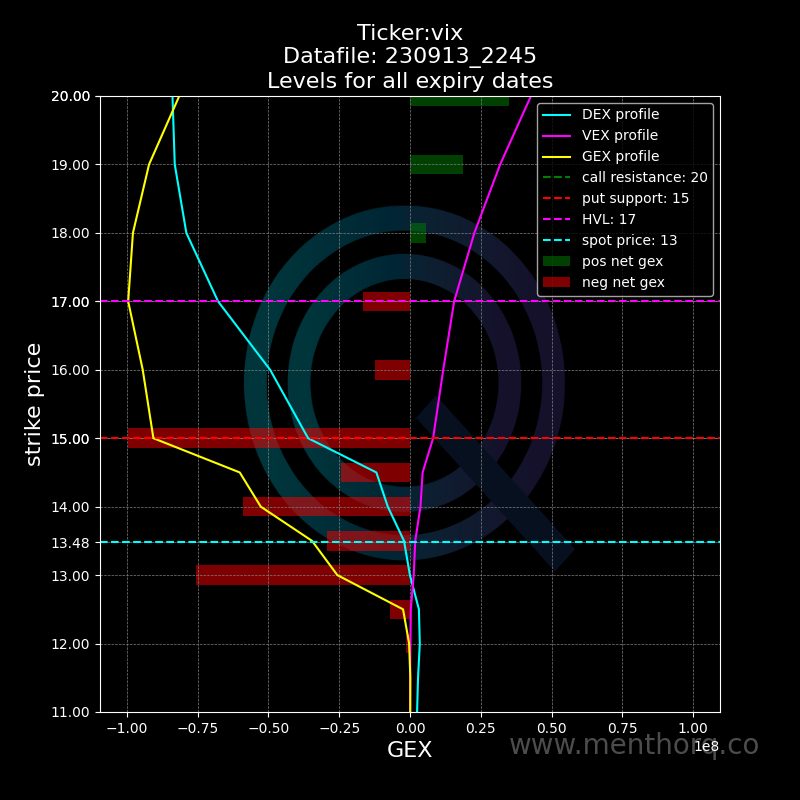 Ticker:vix
Datafile: 230913_2245
Levels for all expiry dates
20.00
19.00
18.00
17.00
16.00
15.00
14.00
13.48
13.00
12.00
11.00
strike price
DEX profile
VEX profile
GEX profile
call resistance: 20
put support: 15
HVL: 17
spot price: 13
pos net gex
neg net gex
−1.00 −0.75 −0.50 −0.25 0.00 0.25 0.50 0.75 1.00
1e8
GEX
www.menthorq.co